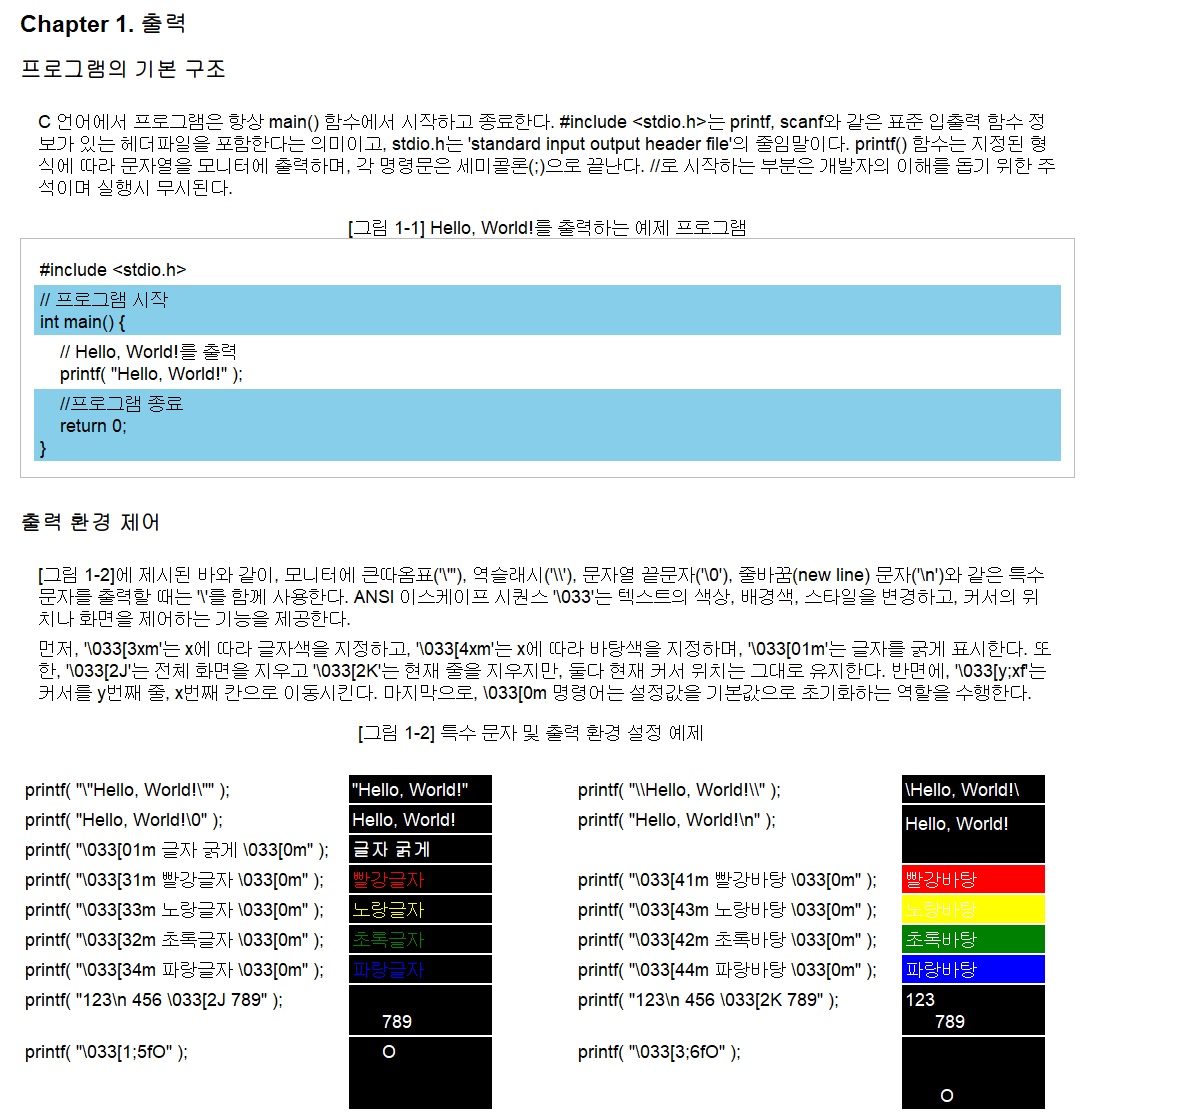 Chapter 1. 출력
프로그램의 기본 구조
C 언어에서 프로그램은 항상 main() 함수에서 시작하고 종료한다. #include <stdio.h>는 printf, scanf와 같은 표준 입출력 함수 정
보가 있는 헤더파일을 포함한다는 의미이고, stdio.h는 'standard input output header file'의 줄임말이다. printf() 함수는 지정된 형
식에 따라 문자열을 모니터에 출력하며, 각 명령문은 세미콜론(;)으로 끝난다. //로 시작하는 부분은 개발자의 이해를 돕기 위한 주
석이며 실행시 무시된다.
[그림 1-1] Hello, World!를 출력하는 예제 프로그램
#include <stdio.h>
// 프로그램 시작
int main() {
// Hello, World!를 출력
printf( "Hello, World!" );
//프로그램 종료
return 0;
}
출력 환경 제어
[그림 1-2]에 제시된 바와 같이, 모니터에 큰따옴표('\"'), 역슬래시('\\'), 문자열 끝문자('\0'), 줄바꿈(new line) 문자('\n')와 같은 특수
문자를 출력할 때는 '\'를 함께 사용한다. ANSI 이스케이프 시퀀스 '\033'는 텍스트의 색상, 배경색, 스타일을 변경하고, 커서의 위
치나 화면을 제어하는 기능을 제공한다.
먼저, '\033[3xm'는 x에 따라 글자색을 지정하고, '\033[4xm'는 x에 따라 바탕색을 지정하며, '\033[01m'는 글자를 굵게 표시한다. 또
한, '\033[2J'는 전체 화면을 지우고 '\033[2K'는 현재 줄을 지우지만, 둘다 현재 커서 위치는 그대로 유지한다. 반면에, '\033[y;xf'는
커서를 y번째 줄, x번째 칸으로 이동시킨다. 마지막으로, \033[0m 명령어는 설정값을 기본값으로 초기화하는 역할을 수행한다.
[그림 1-2] 특수 문자 및 출력 환경 설정 예제
printf( "\"Hello, World!\"" ); "Hello, World!" printf( "\\Hello, World!\\" ); \Hello, World!\
printf( "Hello, World!\0" ); Hello, World! printf( "Hello, World!\n" ); Hello, World!
printf( "\033[01m 글자 굵게 \033[0m" ); 글자 굵게
printf( "\033[31m 빨강글자 \033[0m" ); 빨강글자 printf( "\033[41m 빨강바탕 \033[0m" ); 빨강바탕
printf( "\033[33m 노랑글자 \033[0m" ); 노랑글자 printf( "\033[43m 노랑바탕 \033[0m" ); 노랑바탕
printf( "\033[32m 초록글자 \033[0m" ); 초록글자 printf( "\033[42m 초록바탕 \033[0m" ); 초록바탕
printf( "\033[34m 파랑글자 \033[0m" ); 파랑글자 printf( "\033[44m 파랑바탕 \033[0m" ); 파랑바탕
printf( "123\n 456 \033[2J 789" ); printf( "123\n 456 \033[2K 789" ); 123
789 789
printf( "\033[1;5fO" ); O printf( "\033[3;6fO" );
O